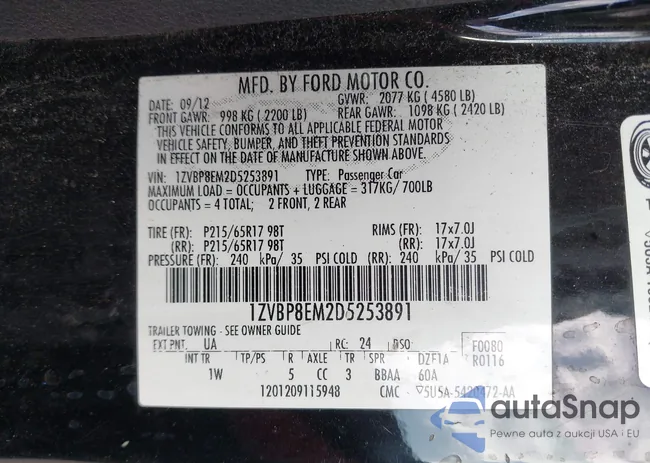 MFD. BY FORD MOTOR CO.
DATE: 09/12 GVWR: 2077 KG ( 4580 LB)
FRONT GAWR: 998 KG ( 2200 LB) REAR GAWR: 1098 KG ( 2420 LB)
THIS VEHICLE CONFORMS TO ALL APPLICABLE FEDERAL MOTOR
VEHICLE SAFETY, BUMPER, AND THEFT PREVENTION STANDARDS
IN EFFECT ON THE DATE OF MANUFACTURE SHOWN ABOVE.
VIN: 1ZVBP8EM2D5253891 TYPE: Passenger Car
MAXIMUM LOAD = OCCUPANTS + LUGGAGE = 317KG/ 700LB
OCCUPANTS = 4 TOTAL; 2 FRONT, 2 REAR
TIRE (FR): P215/65R17 98T RIMS (FR): 17x7.0J
(RR): P215/65R17 98T (RR): 17x7.0J
PRESSURE (FR): 240 kPa/ 35 PSI COLD (RR): 240 kPa/ 35 PSI COLD
1ZVBP8EM2D5253891
TRAILER TOWING - SEE OWNER GUIDE
EXT PNT: UA RC: 24 DSO: F0080
INT TR TP/PS R AXLE TR SPR DZF1A R0116
1W 5 CC 3 BBAA 60A
1201209115948 CMC
autoSnap
Pewne auta z aukcji USA i EU